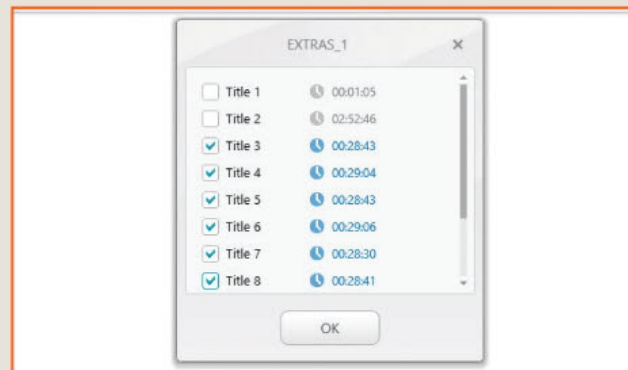 EXTRAS_1
Title 1 00:01:05
Title 2 02:52:46
Title 3 00:28:43
Title 4 00:29:04
Title 5 00:28:43
Title 6 00:29:06
Title 7 00:28:30
Title 8 00:28:41
OK